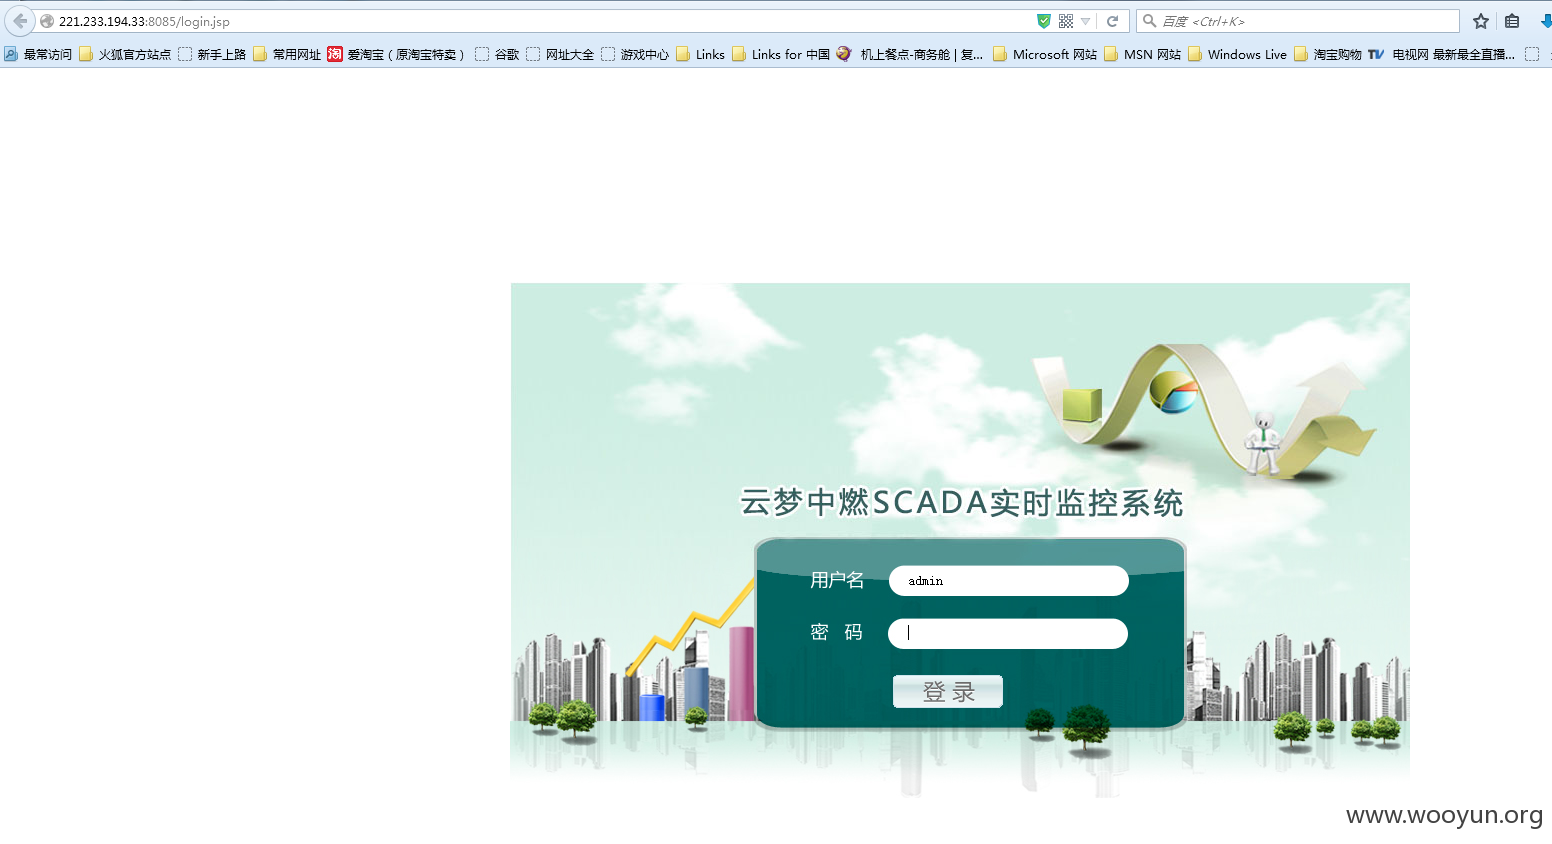 221.233.194.33:8085/login.jsp
百度 <Ctrl+K>
最常访问 火狐官方站点 新手上路 常用网址 淘 爱淘宝（原淘宝特卖） 谷歌 网址大全 游戏中心 Links Links for 中国 机上餐点-商务舱 | 复... Microsoft 网站 MSN 网站 Windows Live 淘宝购物 TV 电视网 最新最全直播...
云梦中燃SCADA实时监控系统
用户名 admin
密 码
登 录
www.wooyun.org